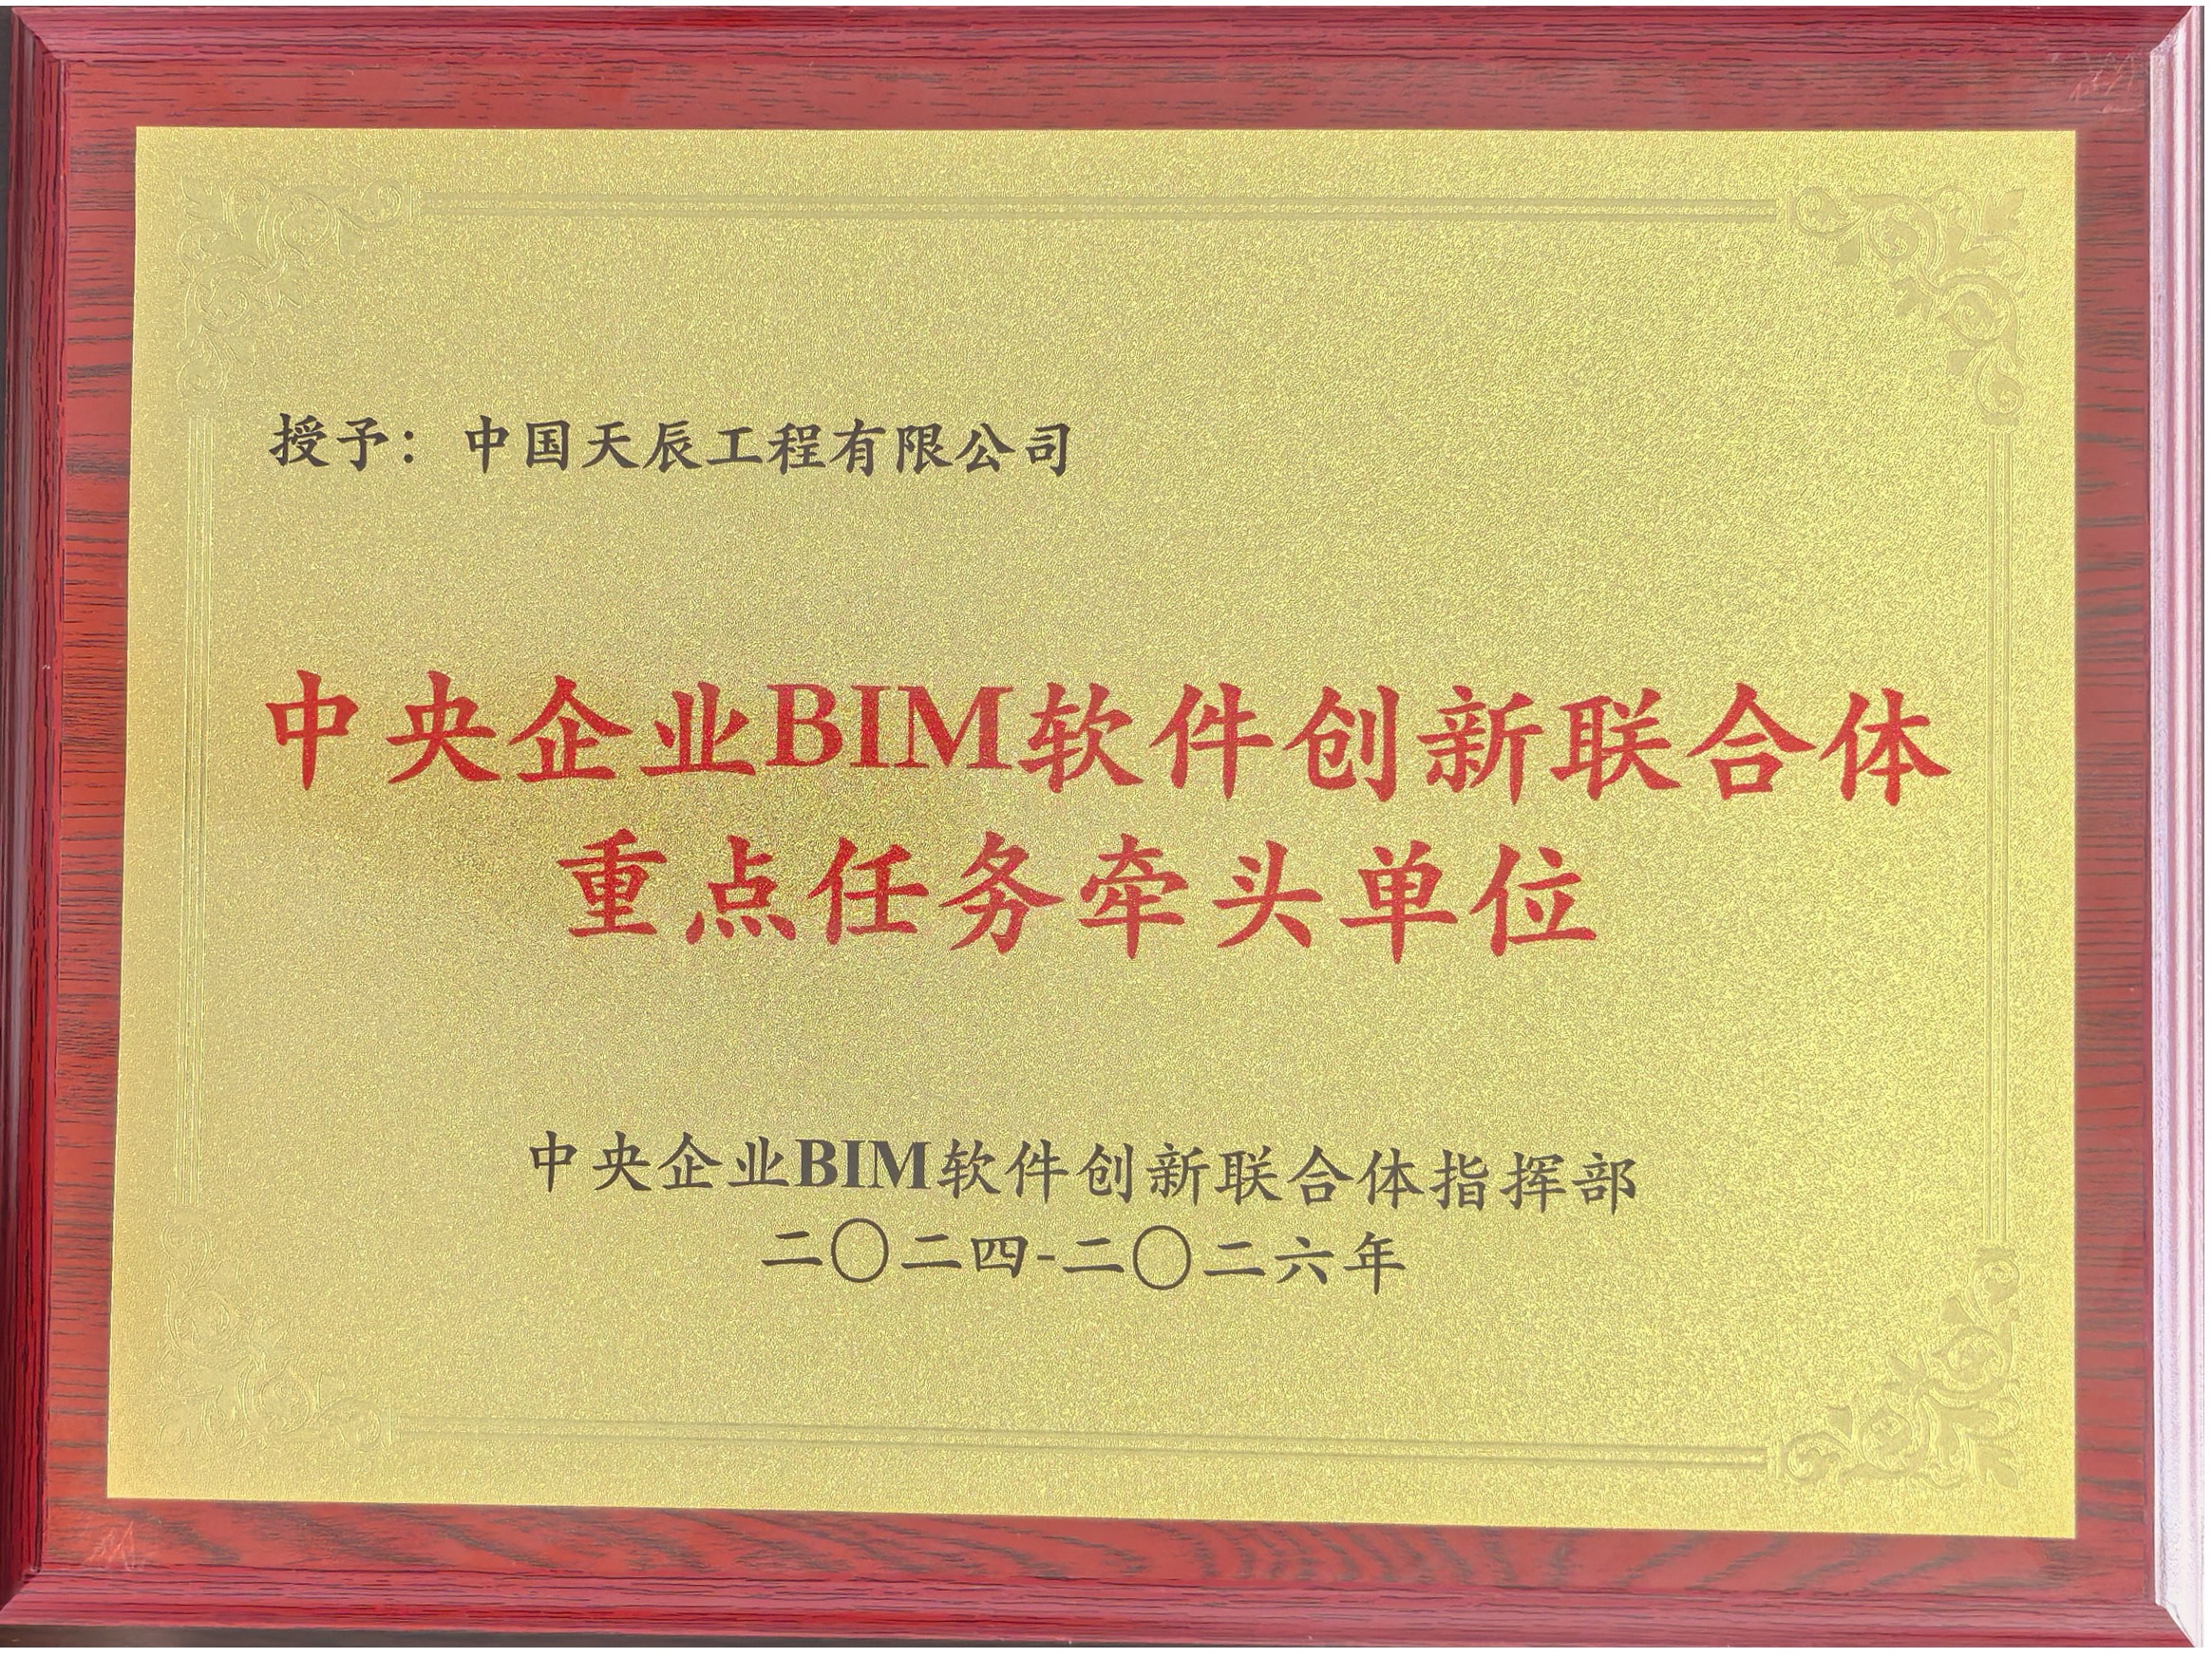 授予：中国天辰工程有限公司
中央企业BIM软件创新联合体
重点任务牵头单位
中央企业BIM软件创新联合体指挥部
二〇二四-二〇二六年